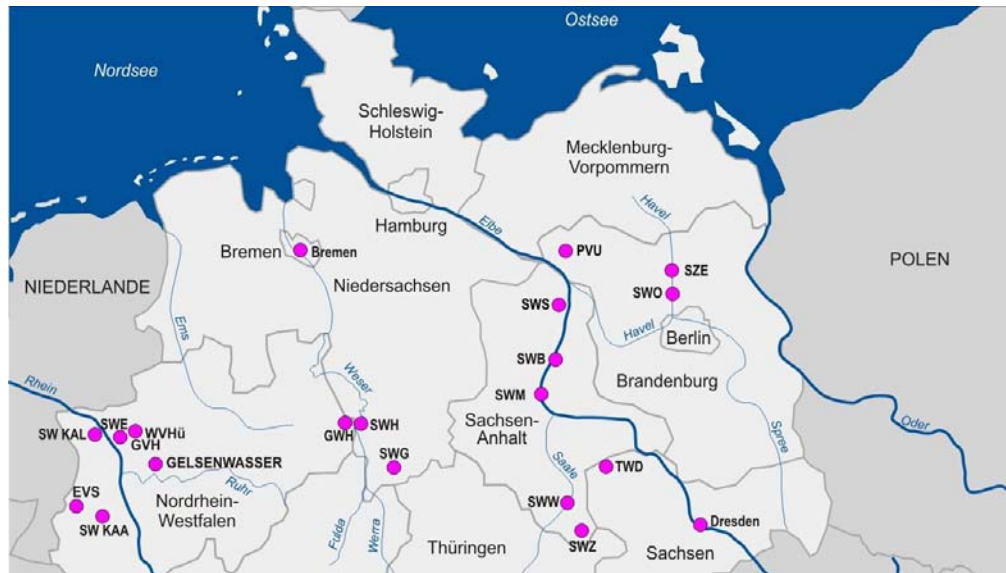 Ostsee
Nordsee
Schleswig-
Holstein
Mecklenburg-
Vorpommern
Havel
Elbe
Hamburg
Bremen
Bremen
PVU
POLEN
NIEDERLANDE
Niedersachsen
SZE
SWO
SWS
Ems
Havel
Berlin
SWB
Weser
Brandenburg
Rhein
SWM
Sachsen-
Anhalt
SWE
WVHü
SW KAL
GVH
GWH
SWH
Oder
Spree
GELSENWASSER
SWG
Saale
TWD
Ruhr
EVS
Nordrhein-
Westfalen
SW KAA
SWW
Fulda
Werra
Dresden
SWZ
Thüringen
Sachsen